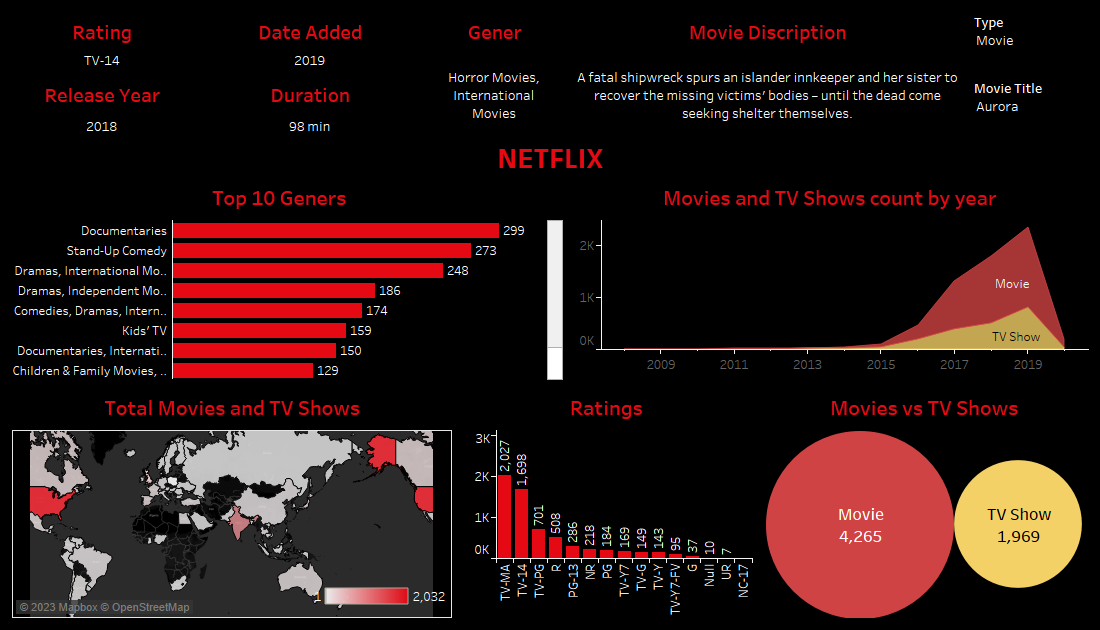 Rating
TV-14
Date Added
2019
Gener
Horror Movies,
International
Movies
Movie Discription
A fatal shipwreck spurs an islander innkeeper and her sister to
recover the missing victims’ bodies – until the dead come
seeking shelter themselves.
Type
Movie
Movie Title
Aurora
Release Year
2018
Duration
98 min
NETFLIX
Top 10 Geners
Documentaries 299
Stand-Up Comedy 273
Dramas, International Mo.. 248
Dramas, Independent Mo.. 186
Comedies, Dramas, Intern.. 174
Kids’ TV 159
Documentaries, Internati.. 150
Children & Family Movies, .. 129
Movies and TV Shows count by year
2K
1K
0K
Movie
TV Show
2009 2011 2013 2015 2017 2019
Total Movies and TV Shows
© 2023 Mapbox © OpenStreetMap
1 2,032
Ratings
3K
2K
1K
0K
2,027 1,698 701 508 286 218 184 169 149 143 95 37 10 7
TV-MA TV-14 TV-PG R PG-13 NR PG TV-Y7 TV-G TV-Y TV-Y7-FV G Null UR NC-17
Movies vs TV Shows
Movie
4,265
TV Show
1,969